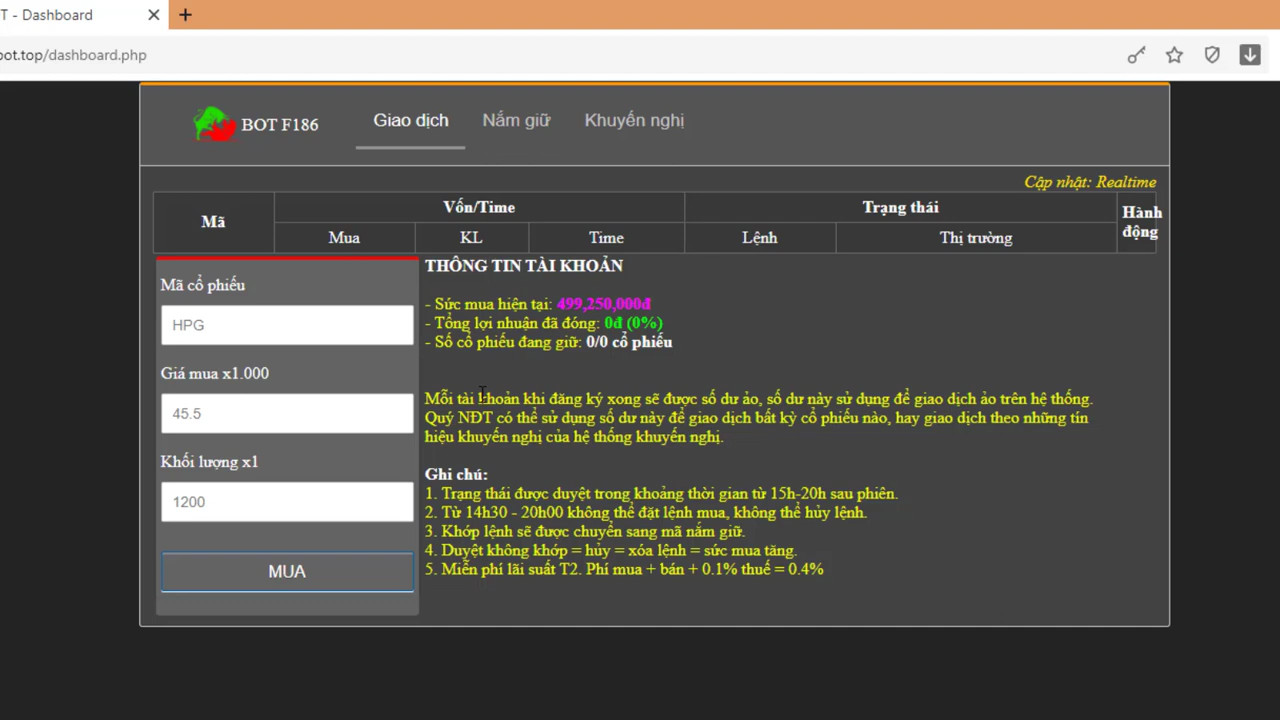 T - Dashboard
bot.top/dashboard.php
BOT F186
Giao dịch
Nắm giữ
Khuyến nghị
Cập nhật: Realtime
Mã
Vốn/Time
Trạng thái
Hành động
Mua
KL
Time
Lệnh
Thị trường
Mã cổ phiếu
HPG
Giá mua x1.000
45.5
Khối lượng x1
1200
MUA
THÔNG TIN TÀI KHOẢN
- Sức mua hiện tại: 499,250,000đ
- Tổng lợi nhuận đã đóng: 0đ (0%)
- Số cổ phiếu đang giữ: 0/0 cổ phiếu
Mỗi tài khoản khi đăng ký xong sẽ được số dư ảo, số dư này sử dụng để giao dịch ảo trên hệ thống.
Quý NĐT có thể sử dụng số dư này để giao dịch bất kỳ cổ phiếu nào, hay giao dịch theo những tín
hiệu khuyến nghị của hệ thống khuyến nghị.
Ghi chú:
1. Trạng thái được duyệt trong khoảng thời gian từ 15h-20h sau phiên.
2. Từ 14h30 - 20h00 không thể đặt lệnh mua, không thể hủy lệnh.
3. Khớp lệnh sẽ được chuyển sang mã nắm giữ.
4. Duyệt không khớp = hủy = xóa lệnh = sức mua tăng.
5. Miễn phí lãi suất T2. Phí mua + bán + 0.1% thuế = 0.4%